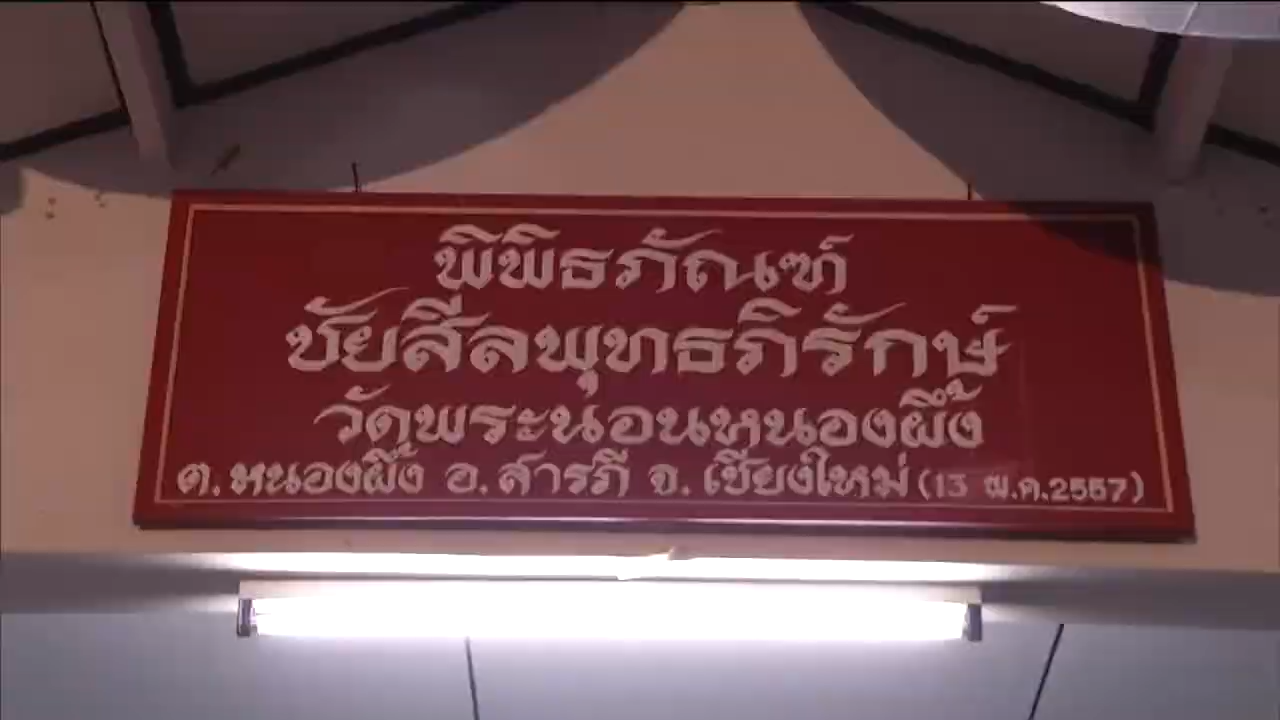 พิพิธภัณฑ์
ชัยสีลพุทธภิรักษ์
วัดพระนอนหนองผึ้ง
ต.หนองผึ้ง อ.สารภี จ.เชียงใหม่ (13 พ.ค.2557)